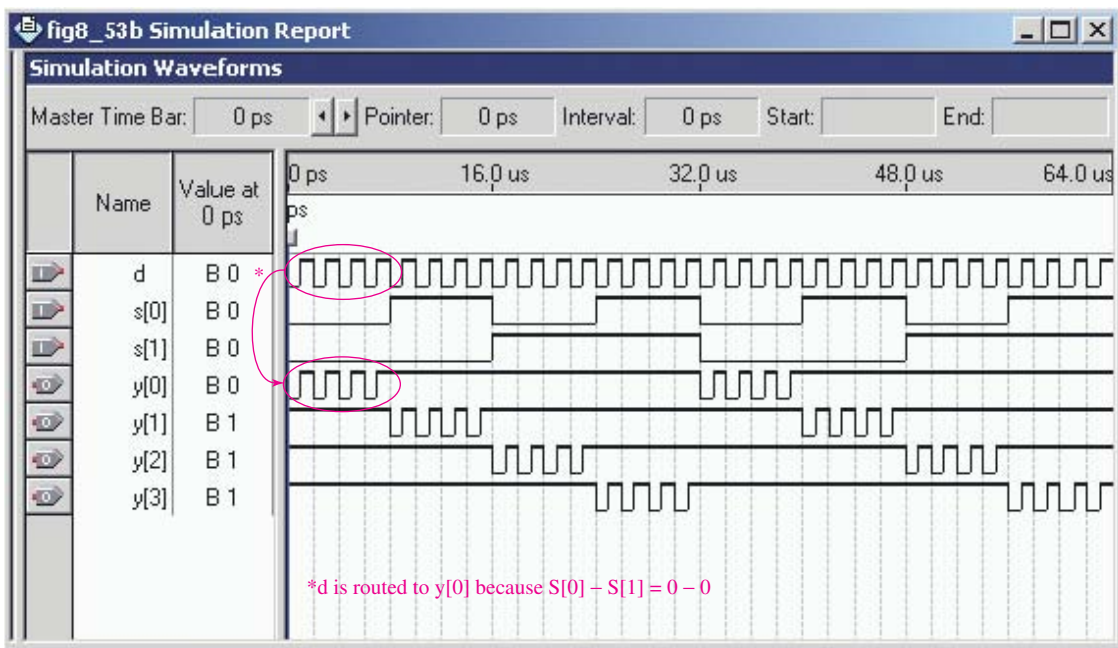 fig8_53b Simulation Report
Simulation Waveforms
Master Time Bar: 0 ps Pointer: 0 ps Interval: 0 ps Start: End:
Name Value at 0 ps
0 ps 16.0 us 32.0 us 48.0 us 64.0 us
ps
d B 0 *
s[0] B 0
s[1] B 0
y[0] B 0
y[1] B 1
y[2] B 1
y[3] B 1
*d is routed to y[0] because S[0] – S[1] = 0 – 0